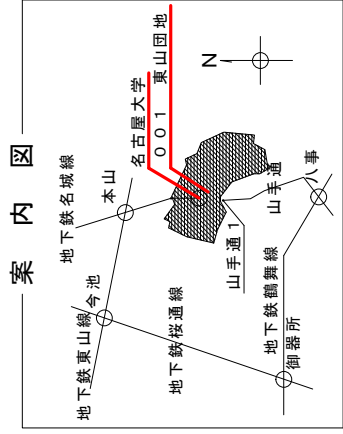 案内図
地下鉄名城線
本山
名古屋大学
001 東山団地
N
地下鉄東山線
今池
地下鉄桜通線
山手通1
山手通
八事
地下鉄鶴舞線
御器所